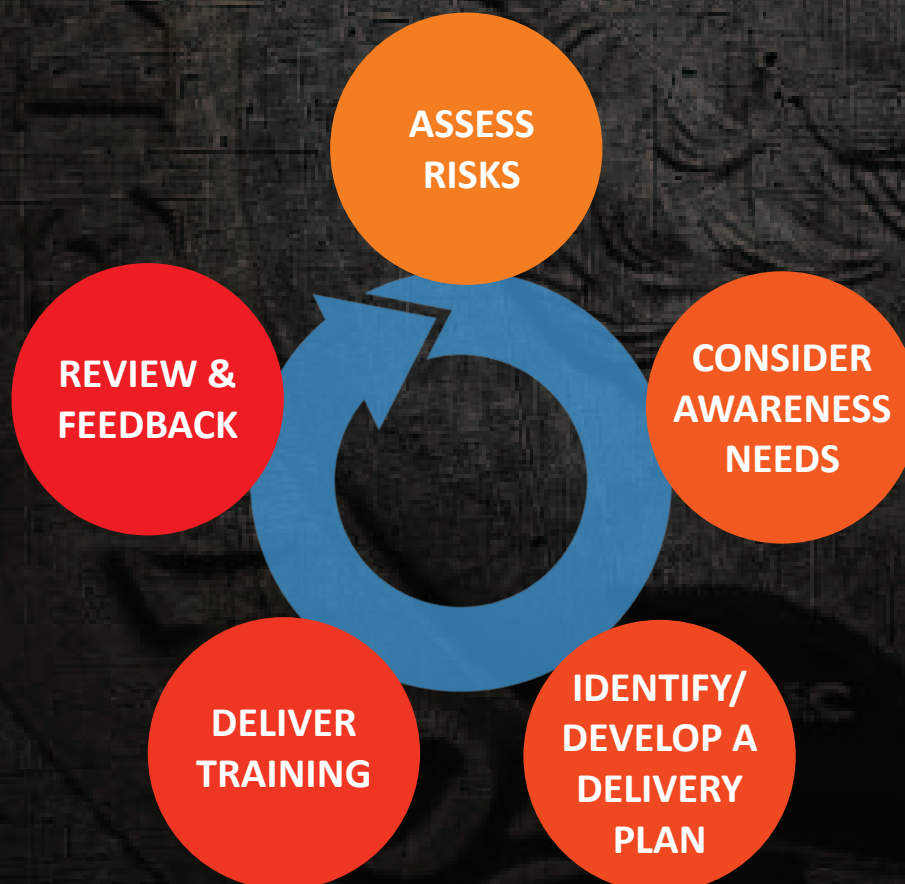 ASSESS
RISKS
CONSIDER
AWARENESS
NEEDS
IDENTIFY/
DEVELOP A
DELIVERY
PLAN
DELIVER
TRAINING
REVIEW &
FEEDBACK